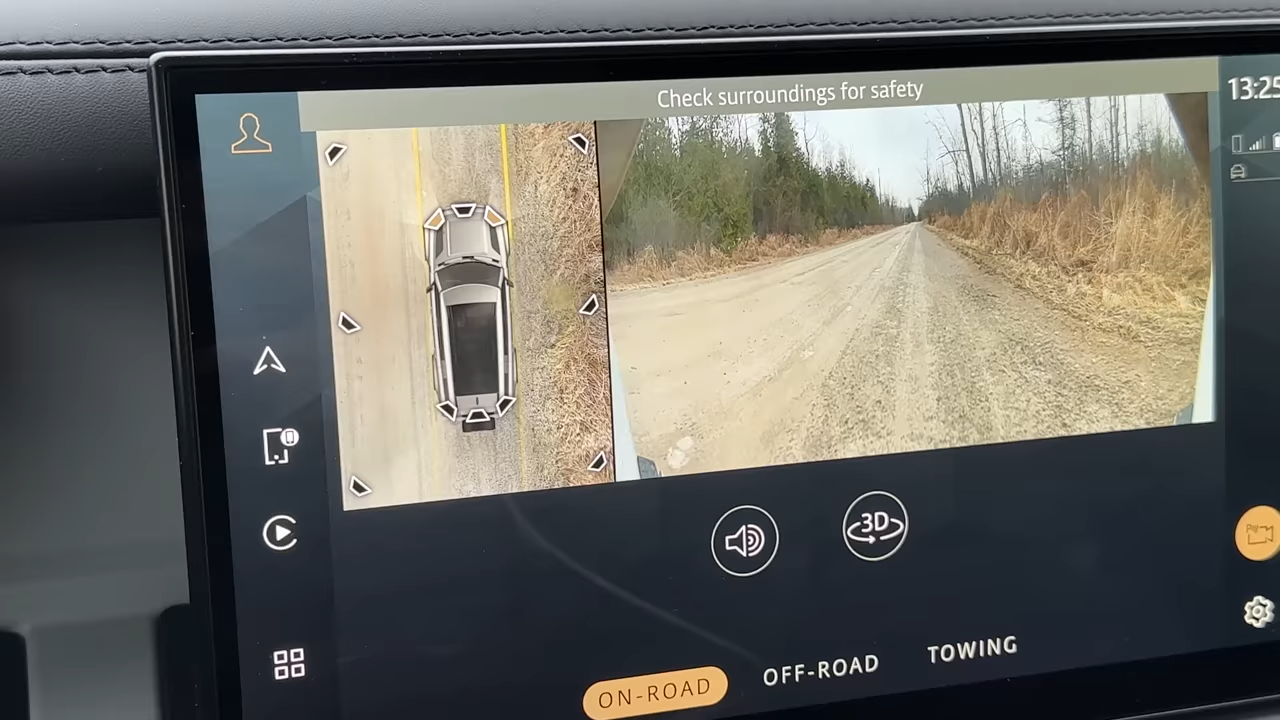 Check surroundings for safety
13:25
3D
ON-ROAD
OFF-ROAD
TOWING